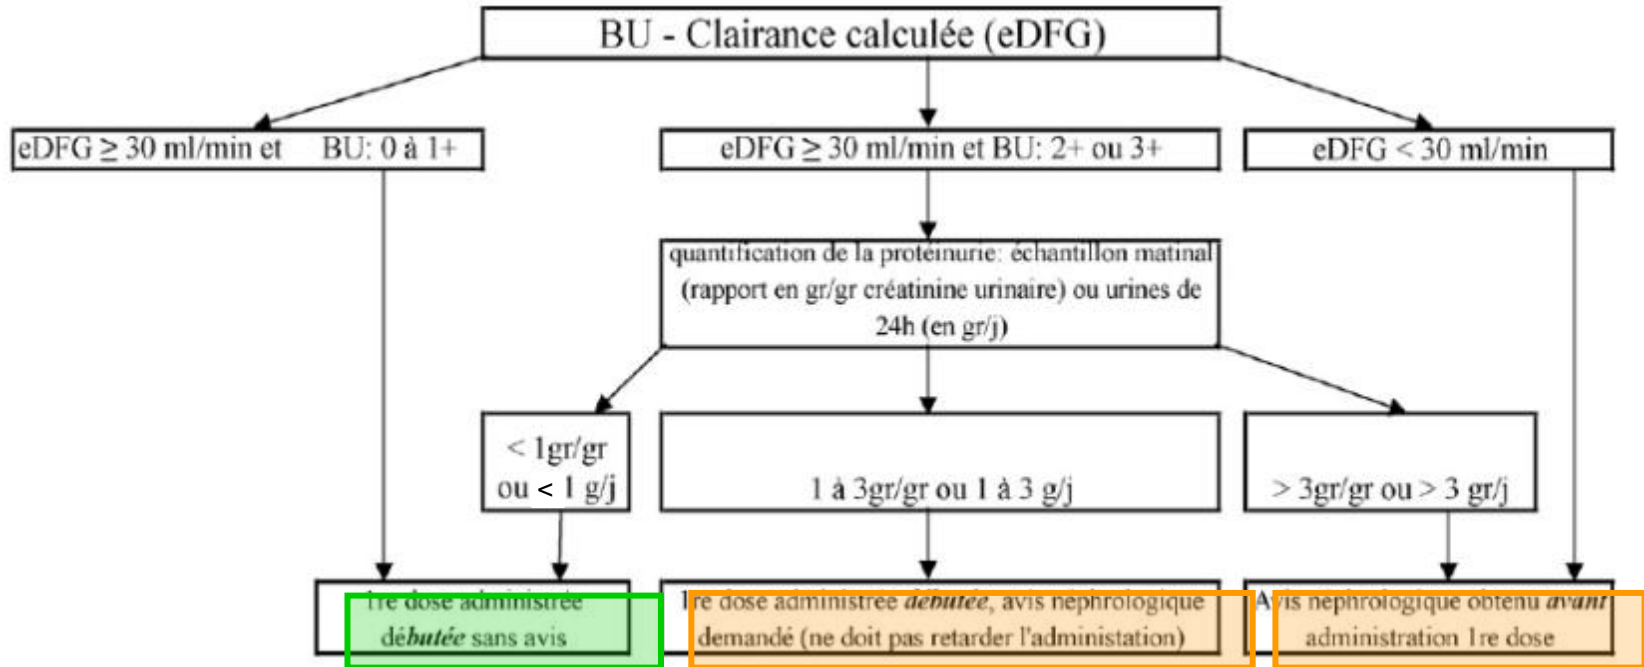 BU - Clairance calculée (eDFG)
eDFG ≥ 30 ml/min et BU: 0 à 1+
eDFG ≥ 30 ml/min et BU: 2+ ou 3+
eDFG < 30 ml/min
quantification de la protéinurie: échantillon matinal
(rapport en gr/gr créatinine urinaire) ou urines de
24h (en gr/j)
< 1gr/gr
ou < 1 g/j
1 à 3gr/gr ou 1 à 3 g/j
> 3gr/gr ou > 3 gr/j
1re dose administrée
débutée sans avis
1re dose administrée débutée, avis néphrologique
demandé (ne doit pas retarder l'administation)
Avis néphrologique obtenu avant
administration 1re dose